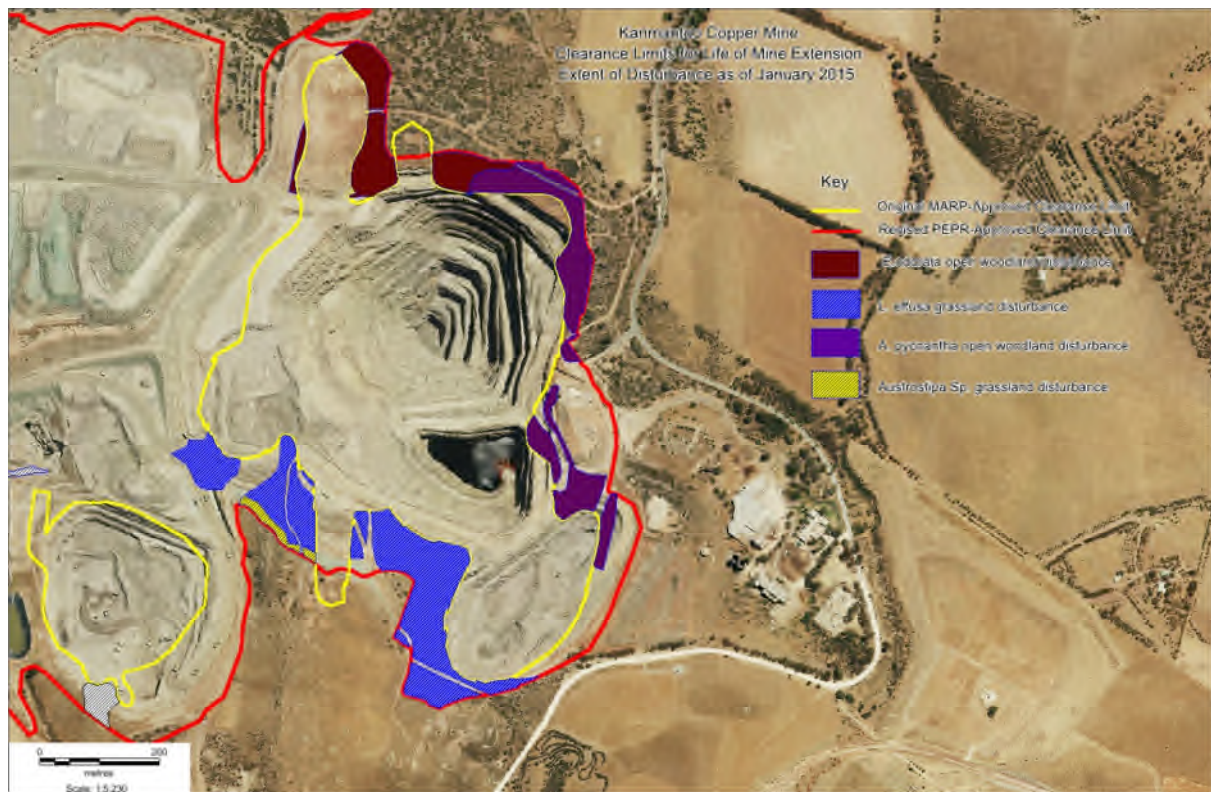 Kanmantoo Copper Mine
Clearance Limits for Life of Mine Extension
Extent of Disturbance as of January 2015
Key
Original MARP-Approved Clearance Limit
Revised PEPR-Approved Clearance Limit
open woodland disturbance
L. effusa grassland disturbance
A. pycnantha open woodland disturbance
Austrostipa Sp. grassland disturbance
0 200
metres
Scale: 1:5,230